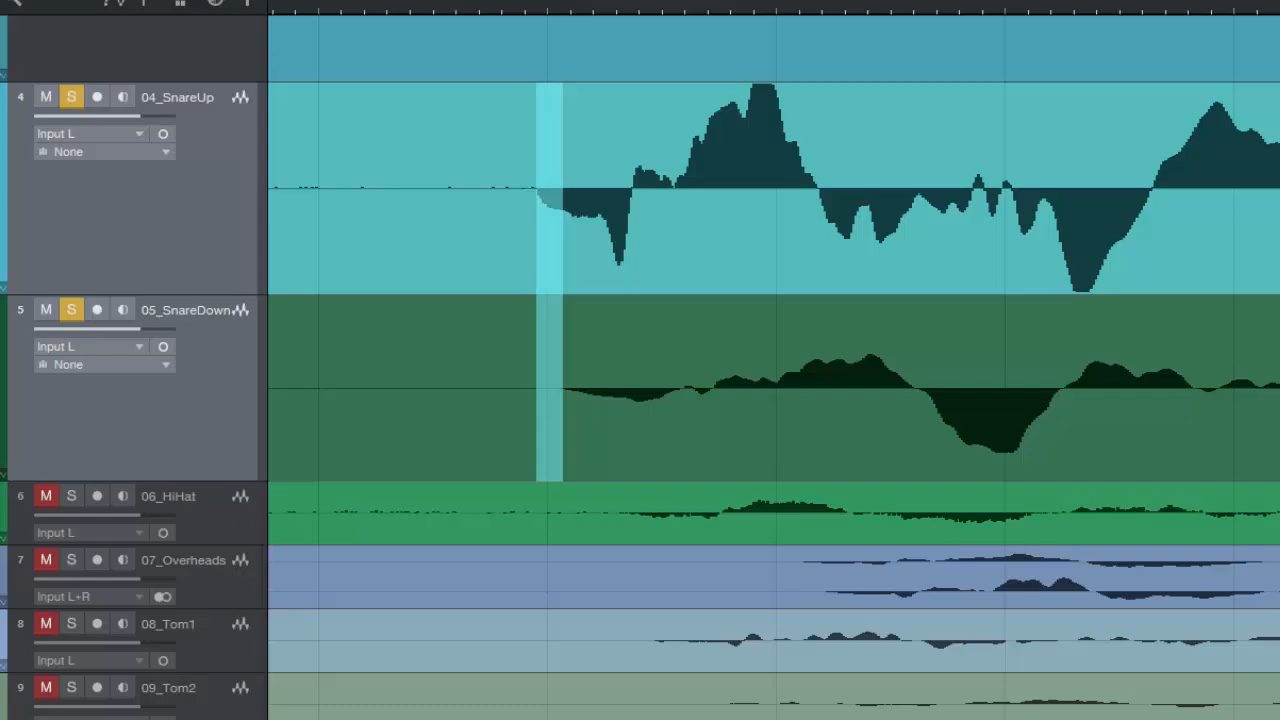 4 M S 04_SnareUp
Input L
None
5 M S 05_SnareDown
Input L
None
6 M S 06_HiHat
Input L
7 M S 07_Overheads
Input L+R
8 M S 08_Tom1
Input L
9 M S 09_Tom2